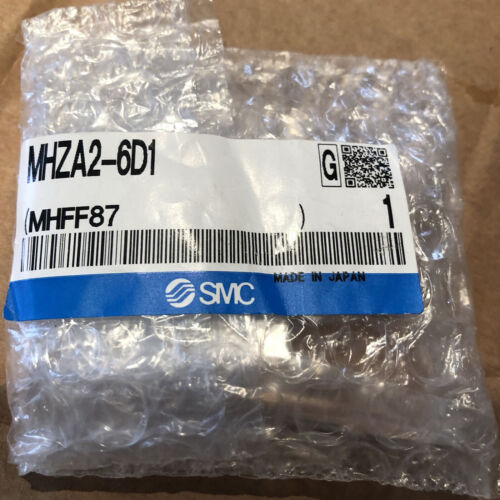 MHZA2-6D1
G
(MHFF87 ) 1
MADE IN JAPAN
SMC